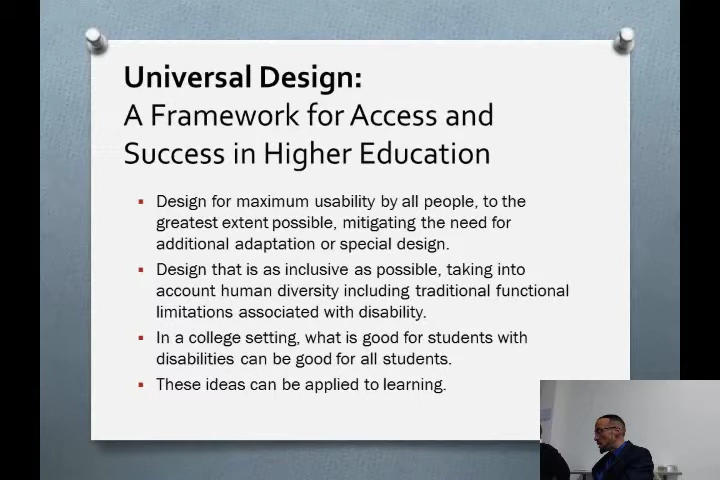 Universal Design:
A Framework for Access and
Success in Higher Education
▪ Design for maximum usability by all people, to the
greatest extent possible, mitigating the need for
additional adaptation or special design.
▪ Design that is as inclusive as possible, taking into
account human diversity including traditional functional
limitations associated with disability.
▪ In a college setting, what is good for students with
disabilities can be good for all students.
▪ These ideas can be applied to learning.